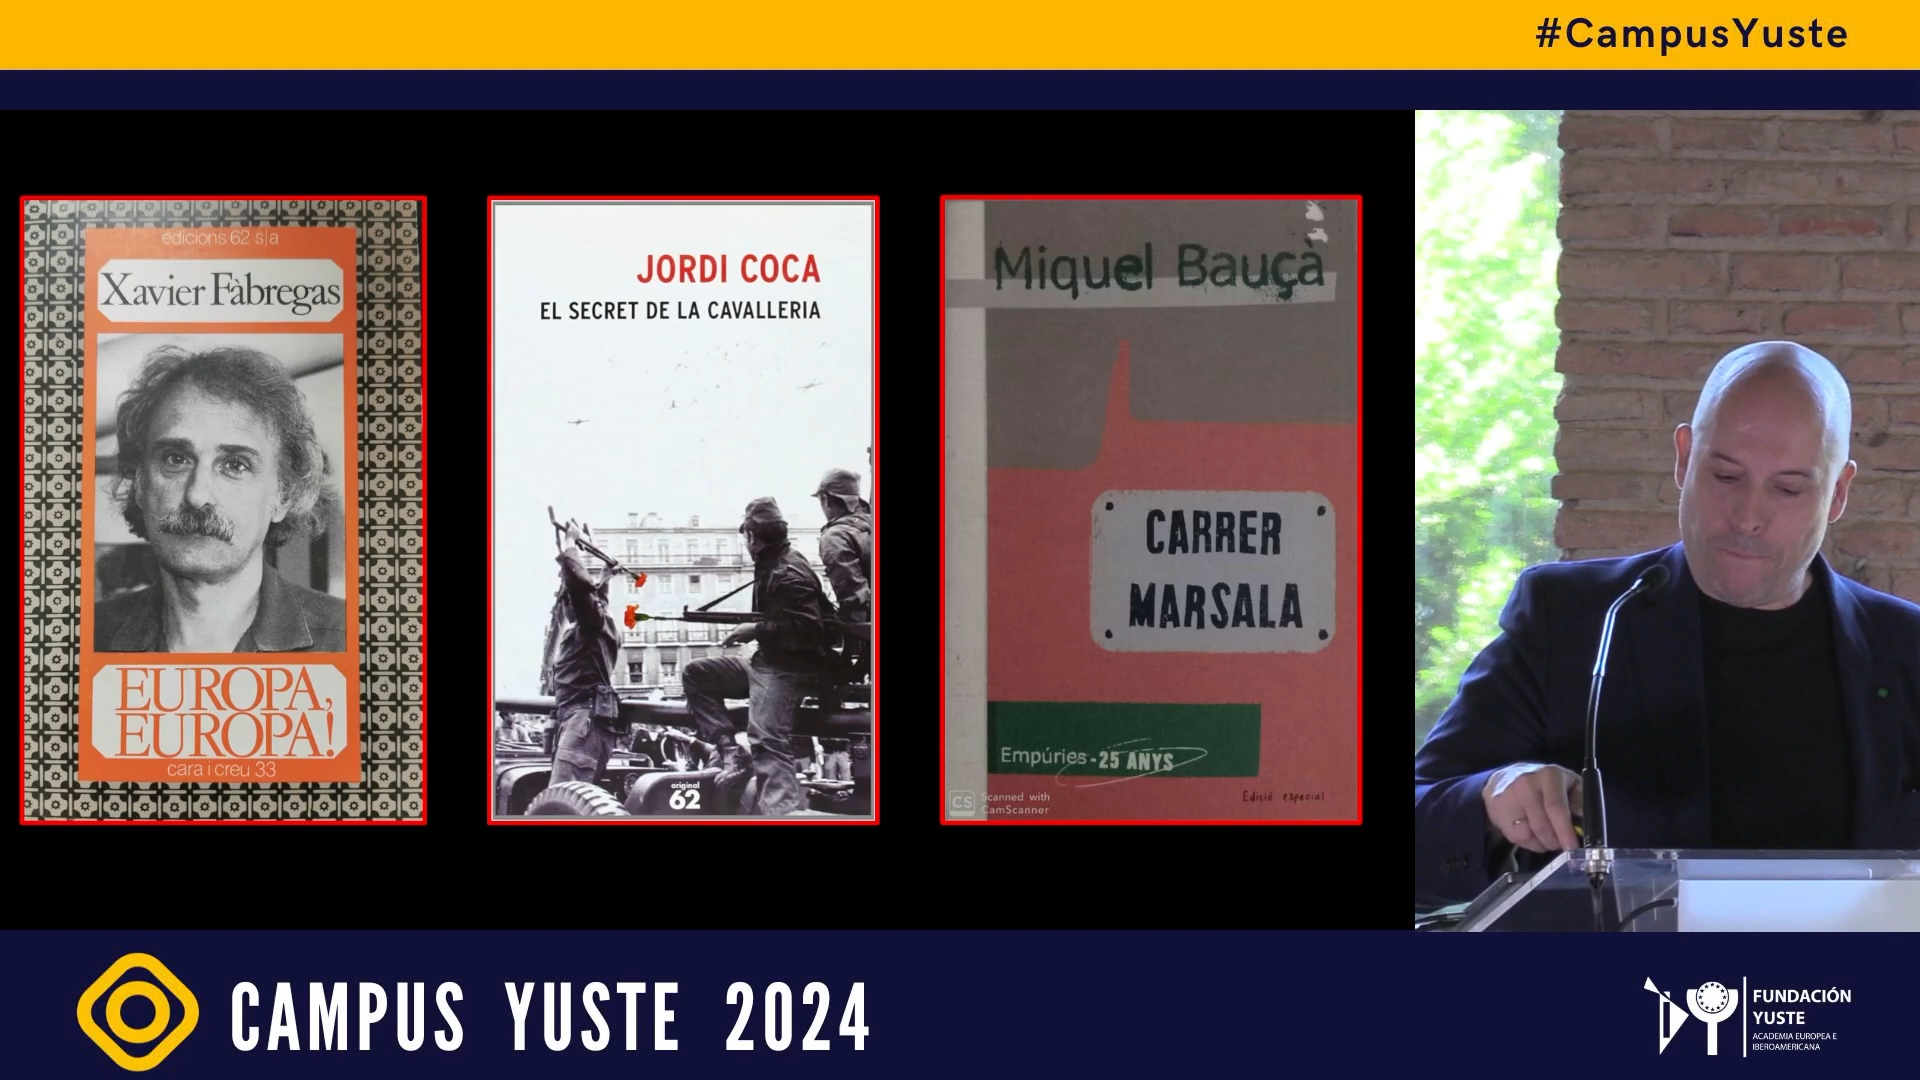 #CampusYuste
edicions 62 s|a
Xavier Fàbregas
EUROPA,
EUROPA!
cara i creu 33
JORDI COCA
EL SECRET DE LA CAVALLERIA
original
62
Miquel Bauçà
CARRER
MARSALA
Empúries - 25 ANYS
Edició especial
CS Scanned with
CamScanner
CAMPUS YUSTE 2024
FUNDACIÓN
YUSTE
ACADEMIA EUROPEA E
IBEROAMERICANA